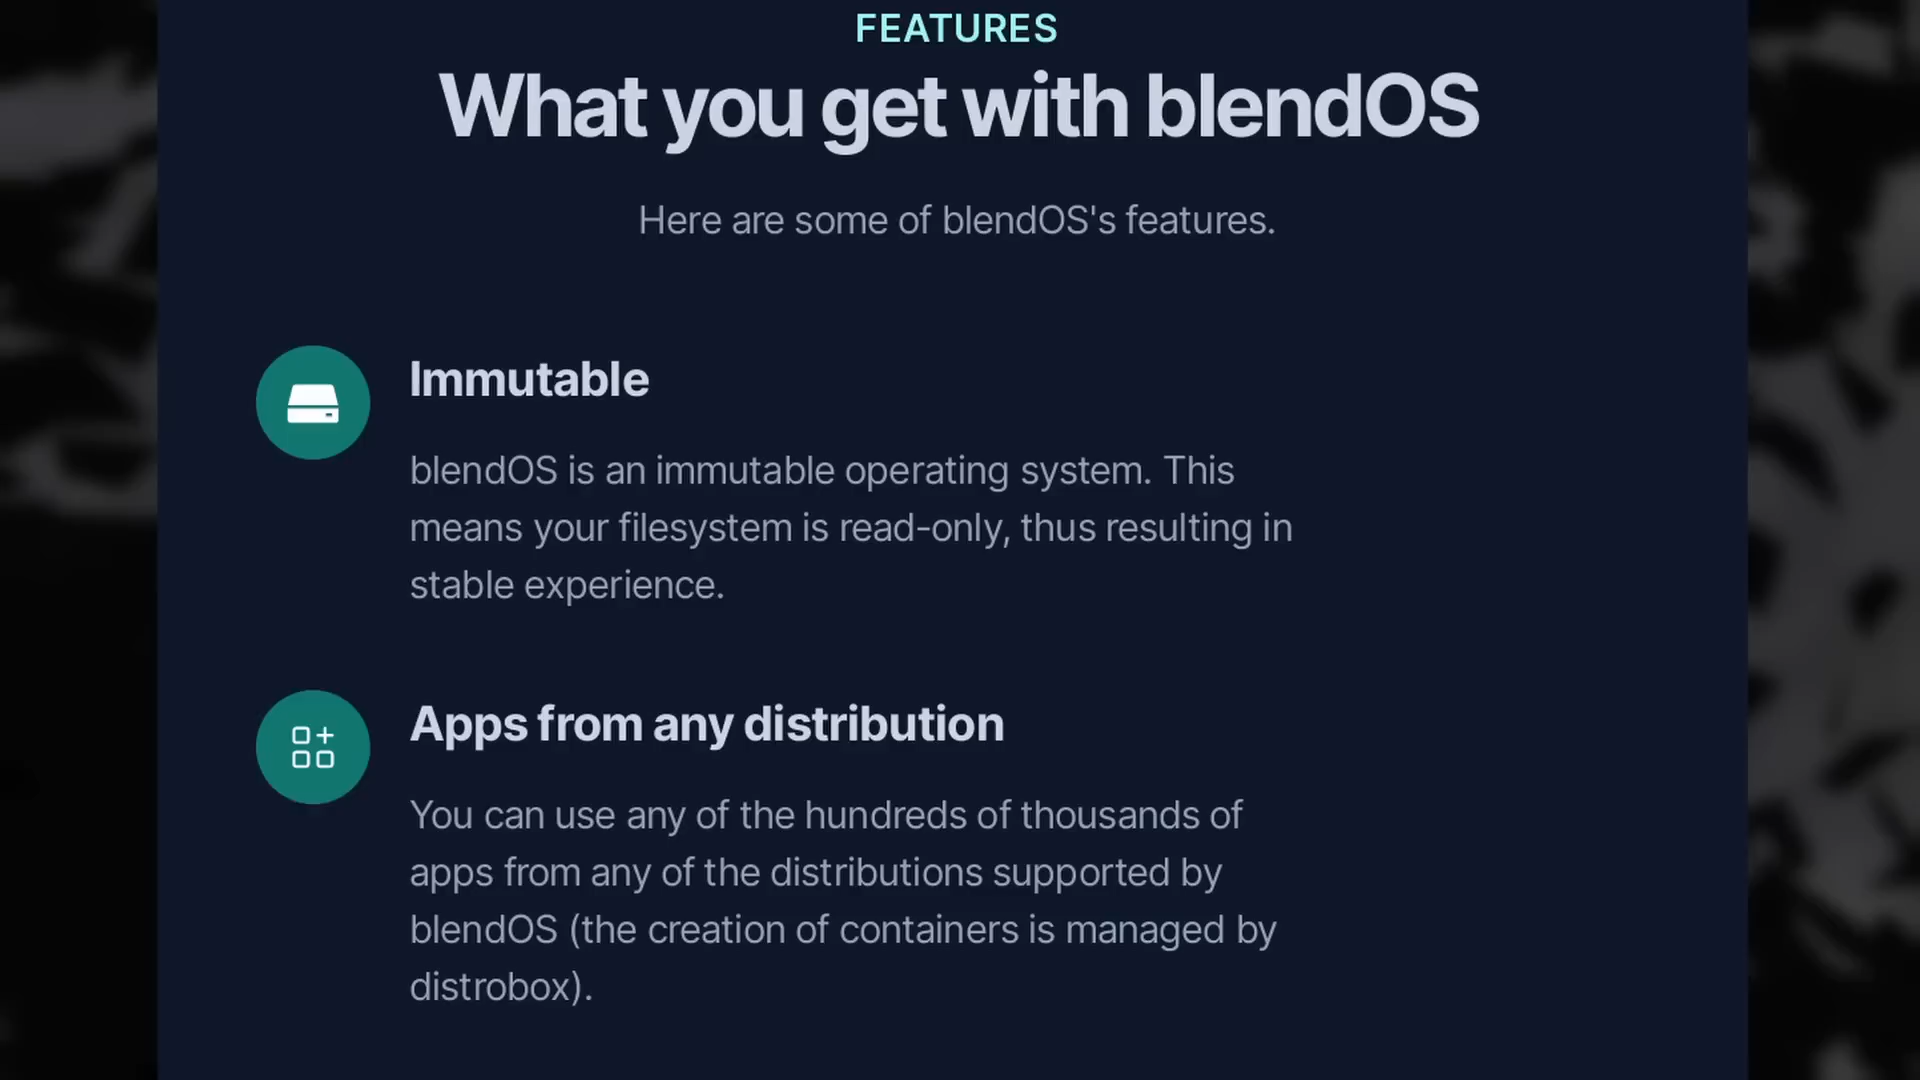 FEATURES
What you get with blendOS
Here are some of blendOS's features.
Immutable
blendOS is an immutable operating system. This
means your filesystem is read-only, thus resulting in
stable experience.
Apps from any distribution
You can use any of the hundreds of thousands of
apps from any of the distributions supported by
blendOS (the creation of containers is managed by
distrobox).